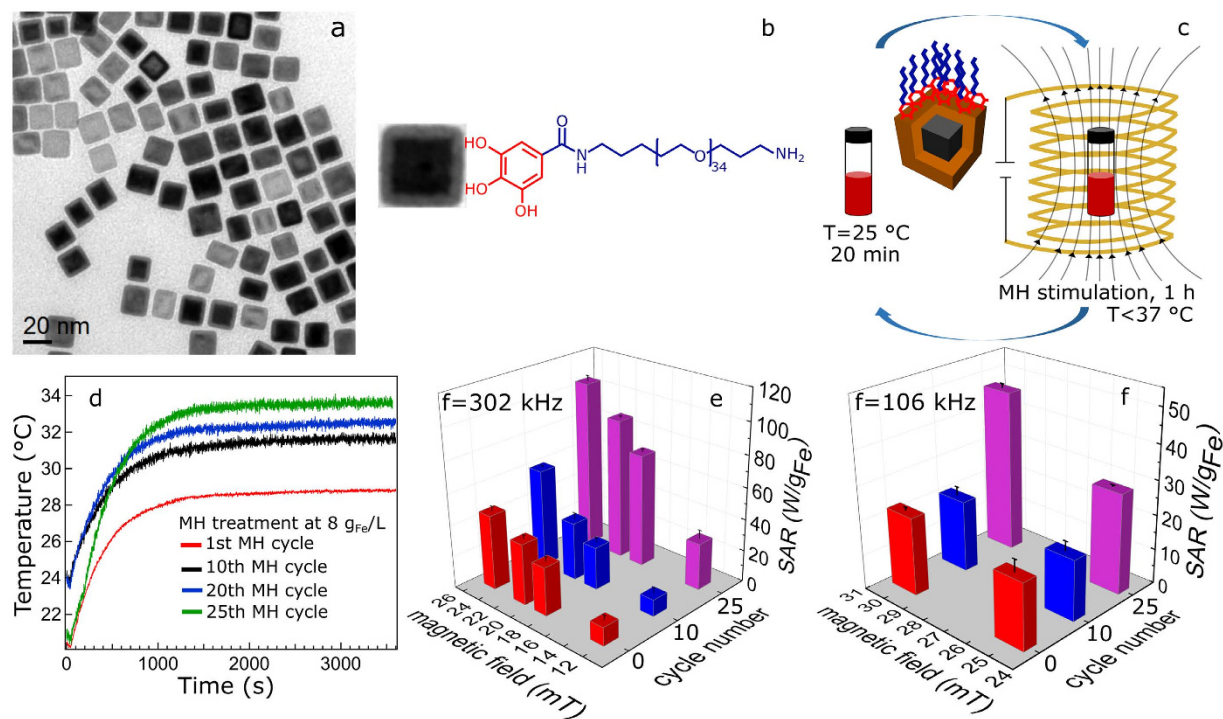 a
20 nm
b
HO
HO
OH
O
N
H
O
34
NH₂
c
T=25 °C
20 min
MH stimulation, 1 h
T<37 °C
d
Temperature (°C)
34
32
30
28
26
24
22
MH treatment at 8 g_Fe/L
1st MH cycle
10th MH cycle
20th MH cycle
25th MH cycle
0 1000 2000 3000
Time (s)
f=302 kHz
e
120
100
80
60
40
20
0
SAR (W/g_Fe)
26 24 22 20 18 16 14 12
magnetic field (mT)
0 10 25
cycle number
f=106 kHz
f
50
40
30
20
10
0
SAR (W/g_Fe)
31 30 29 28 27 26 25 24
magnetic field (mT)
0 10 25
cycle number